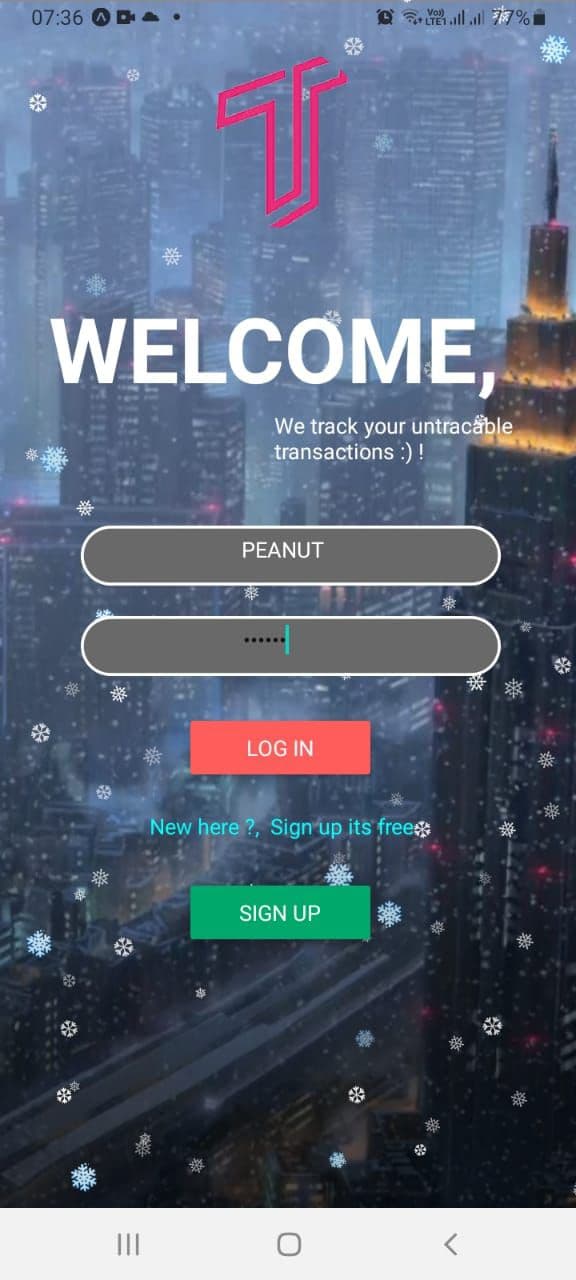 07:36 Vo)) LTE1 77%
WELCOME,
We track your untracable
transactions :) !
PEANUT
••••••
LOG IN
New here ?,  Sign up its free
SIGN UP